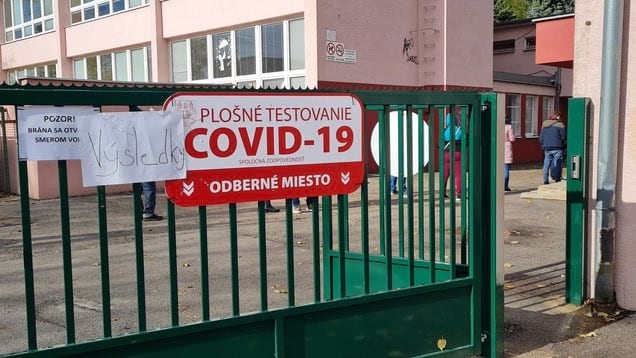 POZOR!
BRÁNA SA OTV
SMEROM VO
Výsledky
PLOŠNÉ TESTOVANIE
COVID-19
SPOLOČNÁ ZODPOVEDNOSŤ
ODBERNÉ MIESTO